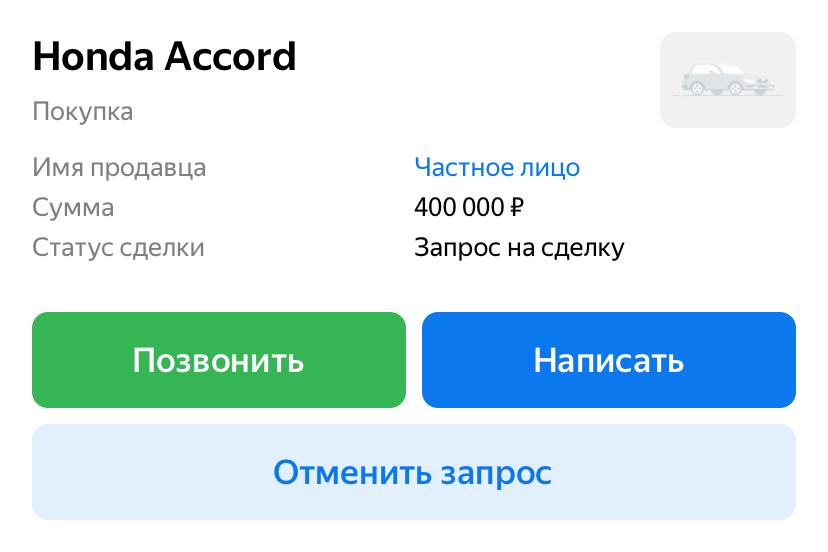 Honda Accord
Покупка
Имя продавца Частное лицо
Сумма 400 000 ₽
Статус сделки Запрос на сделку
Позвонить Написать
Отменить запрос